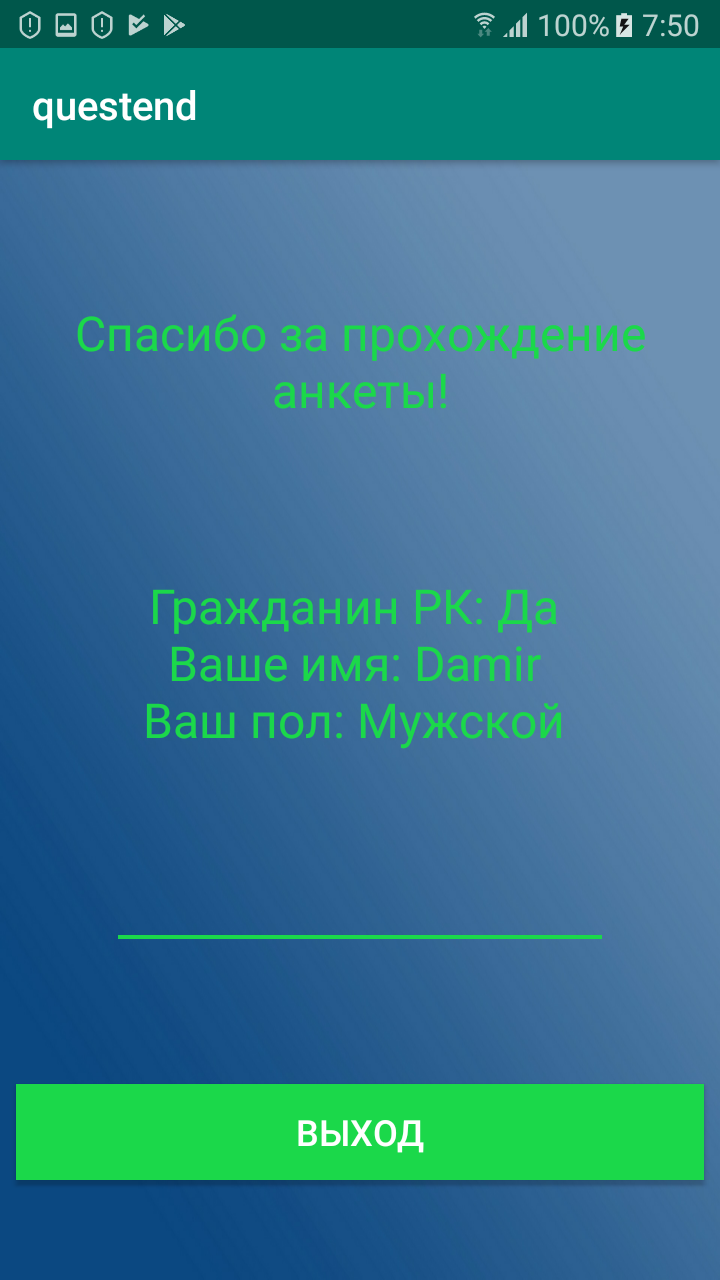 100% 7:50
questend
Спасибо за прохождение
анкеты!
Гражданин РК: Да
Ваше имя: Damir
Ваш пол: Мужской
ВЫХОД